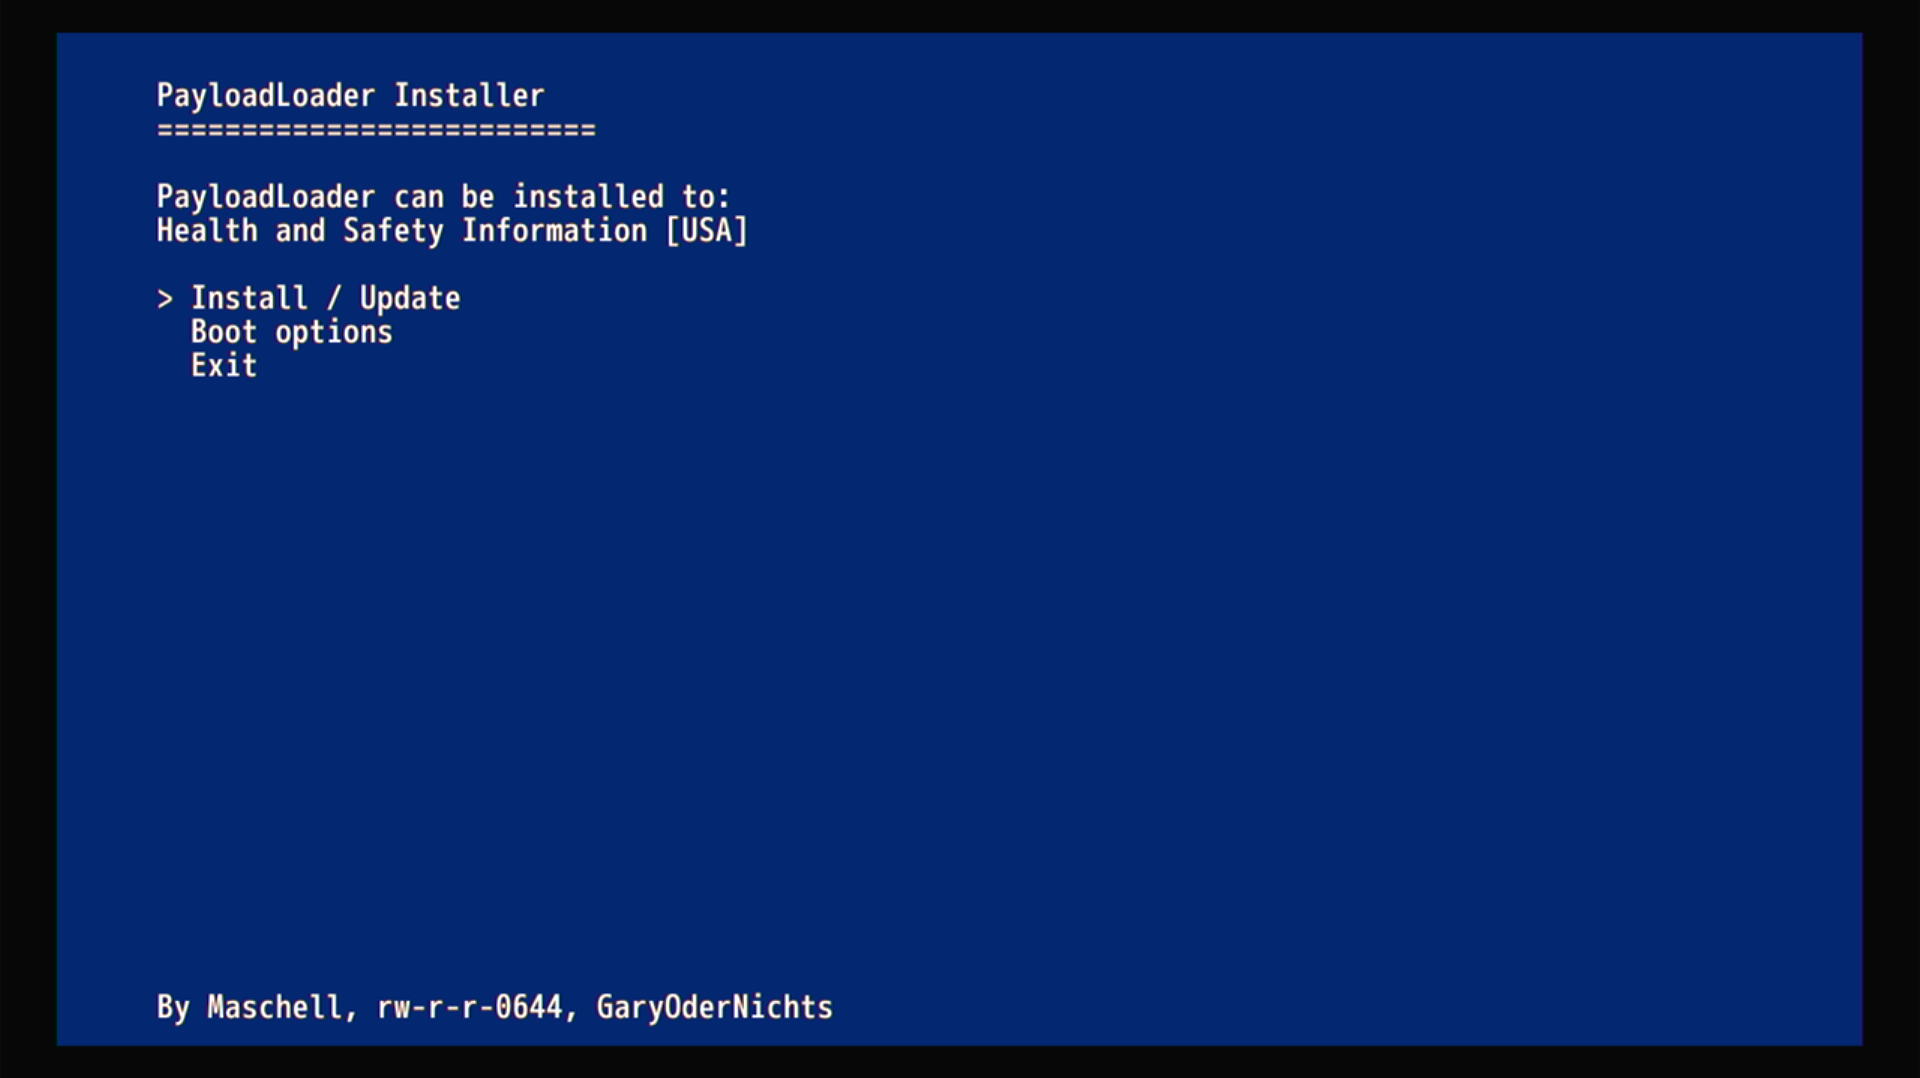 PayloadLoader Installer
==========================
PayloadLoader can be installed to:
Health and Safety Information [USA]
> Install / Update
Boot options
Exit
By Maschell, rw-r-r-0644, GaryOderNichts